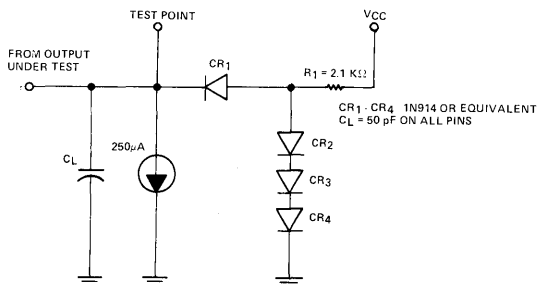 TEST POINT
VCC
FROM OUTPUT
UNDER TEST
CR1
R1 = 2.1 KΩ
CR1 - CR4 1N914 OR EQUIVALENT
CL = 50 pF ON ALL PINS
250μA
CL
CR2
CR3
CR4